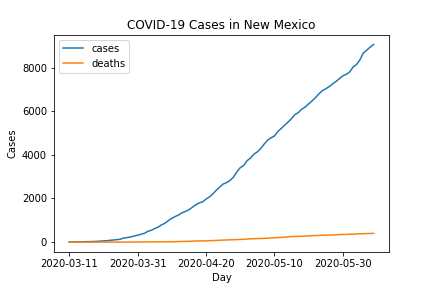 COVID-19 Cases in New Mexico
cases
deaths
8000
6000
4000
2000
0
Cases
2020-03-11 2020-03-31 2020-04-20 2020-05-10 2020-05-30
Day